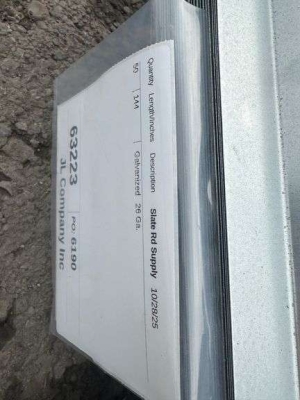 Slate Rd Supply 10/28/25
Quantity Length/Inches Description
50 144 Galvanized 26 Ga.
63223 PO: 6190
JL Company Inc